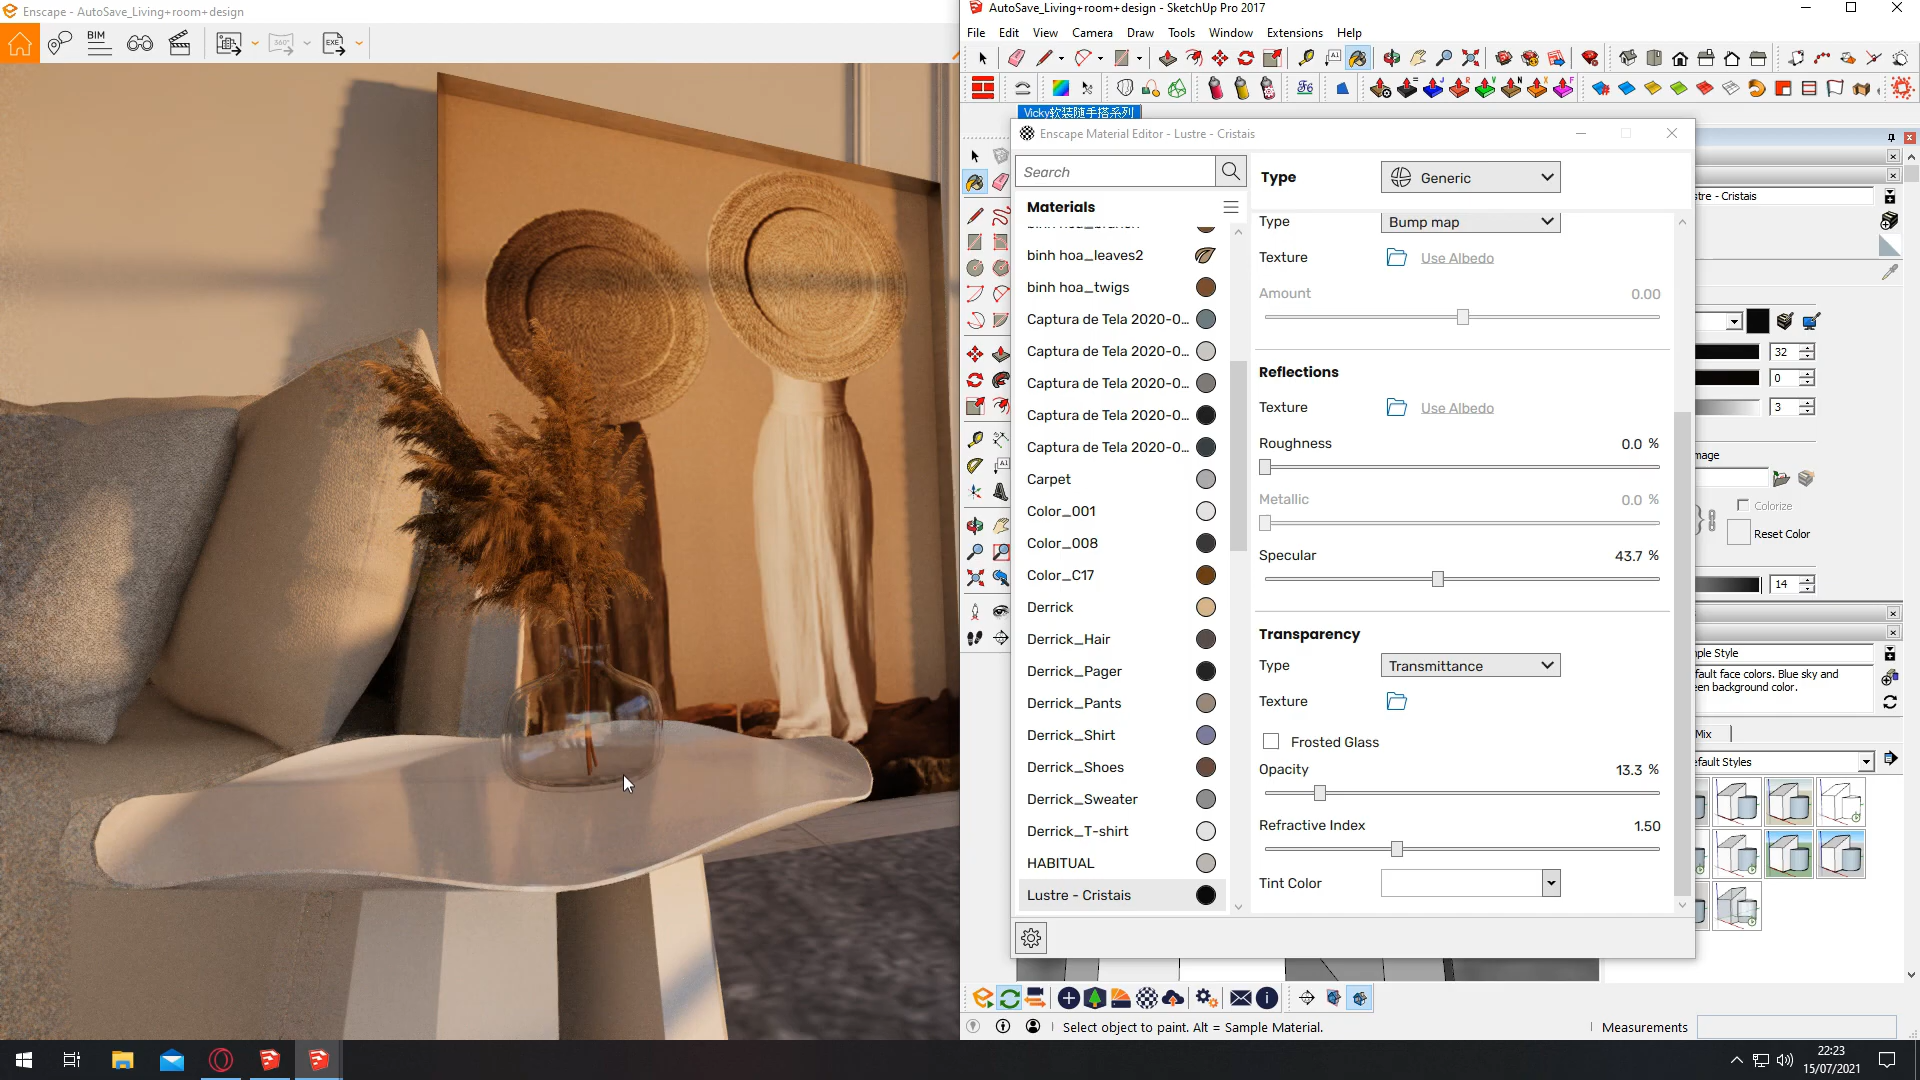 Enscape - AutoSave_Living+room+design
AutoSave_Living+room+design - SketchUp Pro 2017
BIM
360°
EXE
File Edit View Camera Draw Tools Window Extensions Help
Vicky软装随手搭系列
Enscape Material Editor - Lustre - Cristais
Search
Materials
binh hoa_branch
binh hoa_leaves2
binh hoa_twigs
Captura de Tela 2020-0...
Captura de Tela 2020-0...
Captura de Tela 2020-0...
Captura de Tela 2020-0...
Captura de Tela 2020-0...
Carpet
Color_001
Color_008
Color_C17
Derrick
Derrick_Hair
Derrick_Pager
Derrick_Pants
Derrick_Shirt
Derrick_Shoes
Derrick_Sweater
Derrick_T-shirt
HABITUAL
Lustre - Cristais
Type Generic
Type Bump map
Texture Use Albedo
Amount 0.00
Reflections
Texture Use Albedo
Roughness 0.0 %
Metallic 0.0 %
Specular 43.7 %
Transparency
Type Transmittance
Texture
Frosted Glass
Opacity 13.3 %
Refractive Index 1.50
Tint Color
tre - Cristais
32
0
3
mage
Colorize
Reset Color
14
ple Style
fault face colors. Blue sky and
en background color.
Mix
efault Styles
Select object to paint. Alt = Sample Material.
Measurements
22:23
15/07/2021